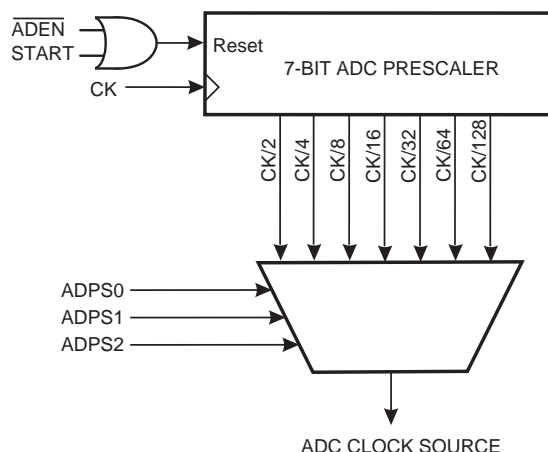 ADEN
START
Reset
7-BIT ADC PRESCALER
CK
CK/2
CK/4
CK/8
CK/16
CK/32
CK/64
CK/128
ADPS0
ADPS1
ADPS2
ADC CLOCK SOURCE